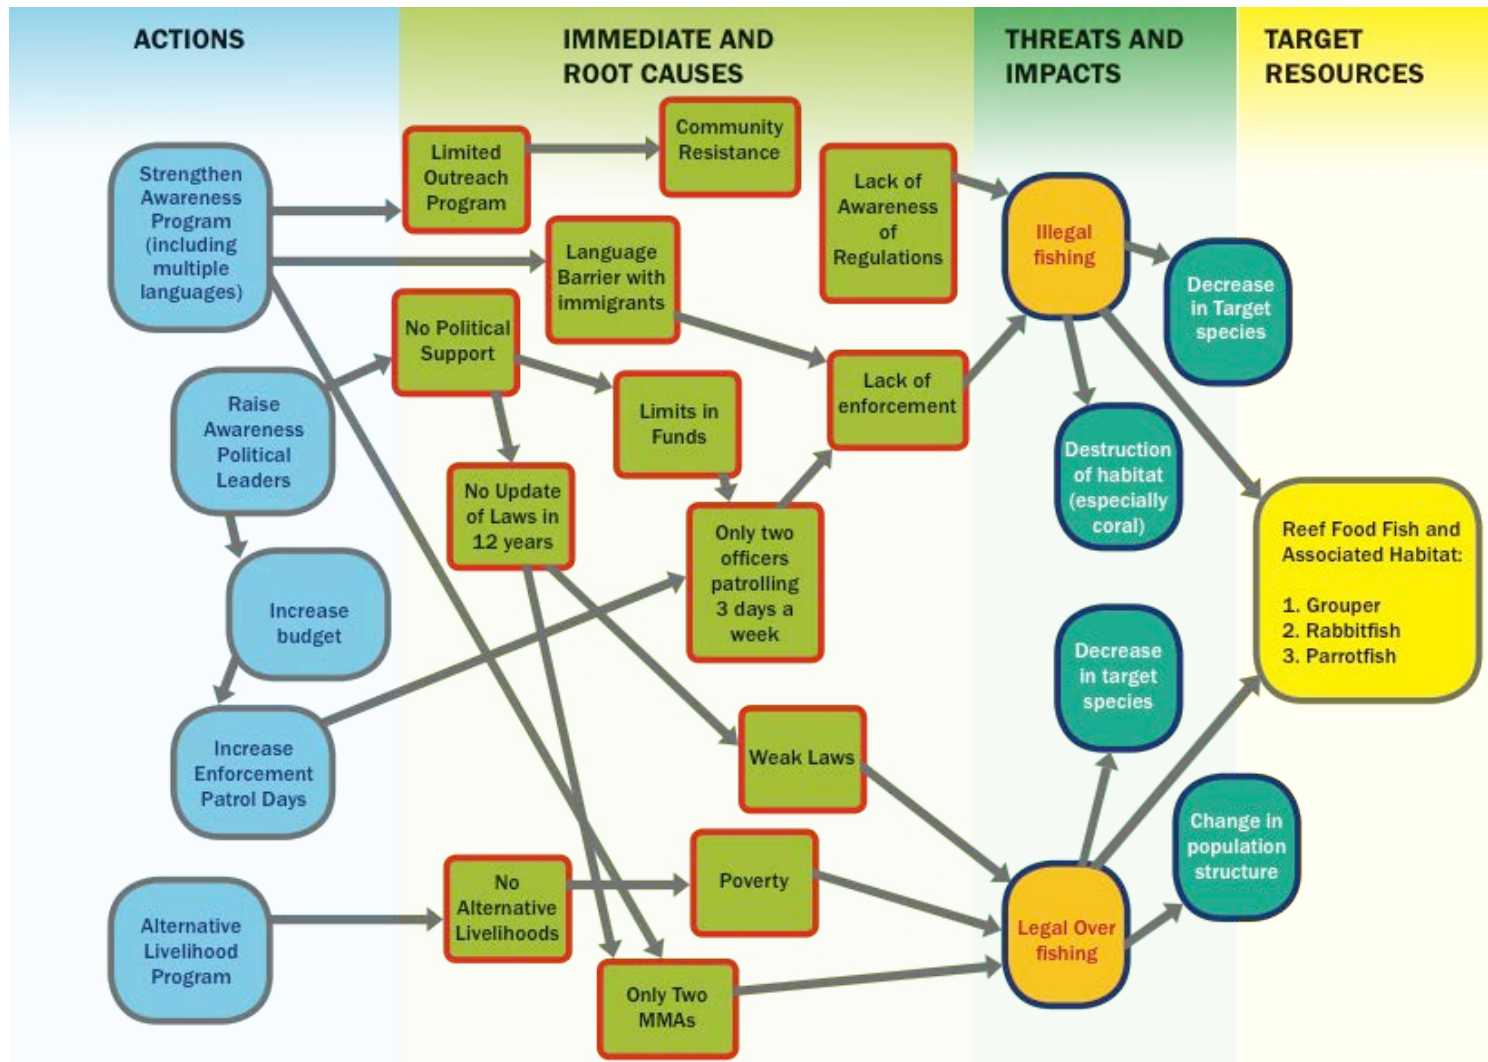 ACTIONS
IMMEDIATE AND
ROOT CAUSES
THREATS AND
IMPACTS
TARGET
RESOURCES
Strengthen
Awareness
Program
(including
multiple
languages)
Raise
Awareness
Political
Leaders
Increase
budget
Increase
Enforcement
Patrol Days
Alternative
Livelihood
Program
Limited
Outreach
Program
Community
Resistance
Language
Barrier with
immigrants
No Political
Support
Limits in
Funds
No Update
of Laws in
12 years
Only two
officers
patrolling
3 days a
week
Lack of
Awareness
of
Regulations
Lack of
enforcement
Weak Laws
No
Alternative
Livelihoods
Poverty
Only Two
MMAs
Illegal
fishing
Decrease
in Target
species
Destruction
of habitat
(especially
coral)
Decrease
in target
species
Change in
population
structure
Legal Over
fishing
Reef Food Fish and
Associated Habitat:
1. Grouper
2. Rabbitfish
3. Parrotfish